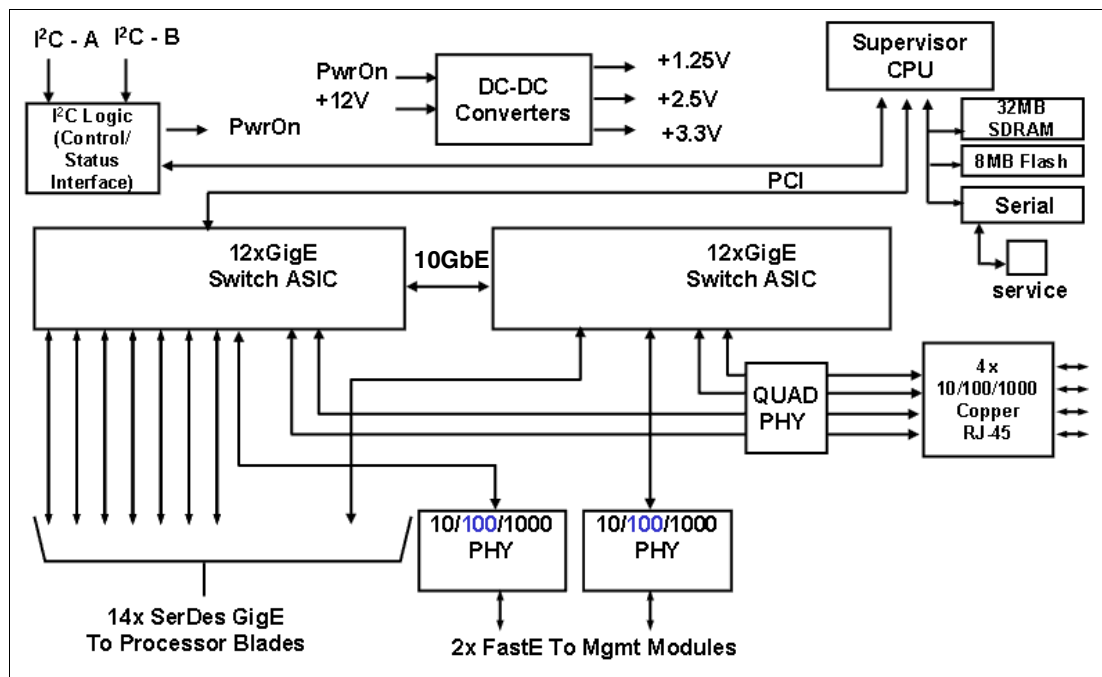 I²C - A
I²C - B
I²C Logic
(Control/
Status
Interface)
PwrOn
PwrOn
+12V
DC-DC
Converters
+1.25V
+2.5V
+3.3V
Supervisor
CPU
32MB
SDRAM
8MB Flash
Serial
service
PCI
12xGigE
Switch ASIC
10GbE
12xGigE
Switch ASIC
QUAD
PHY
4 x
10/100/1000
Copper
RJ-45
10/100/1000
PHY
10/100/1000
PHY
14x SerDes GigE
To Processor Blades
2x FastE To Mgmt Modules